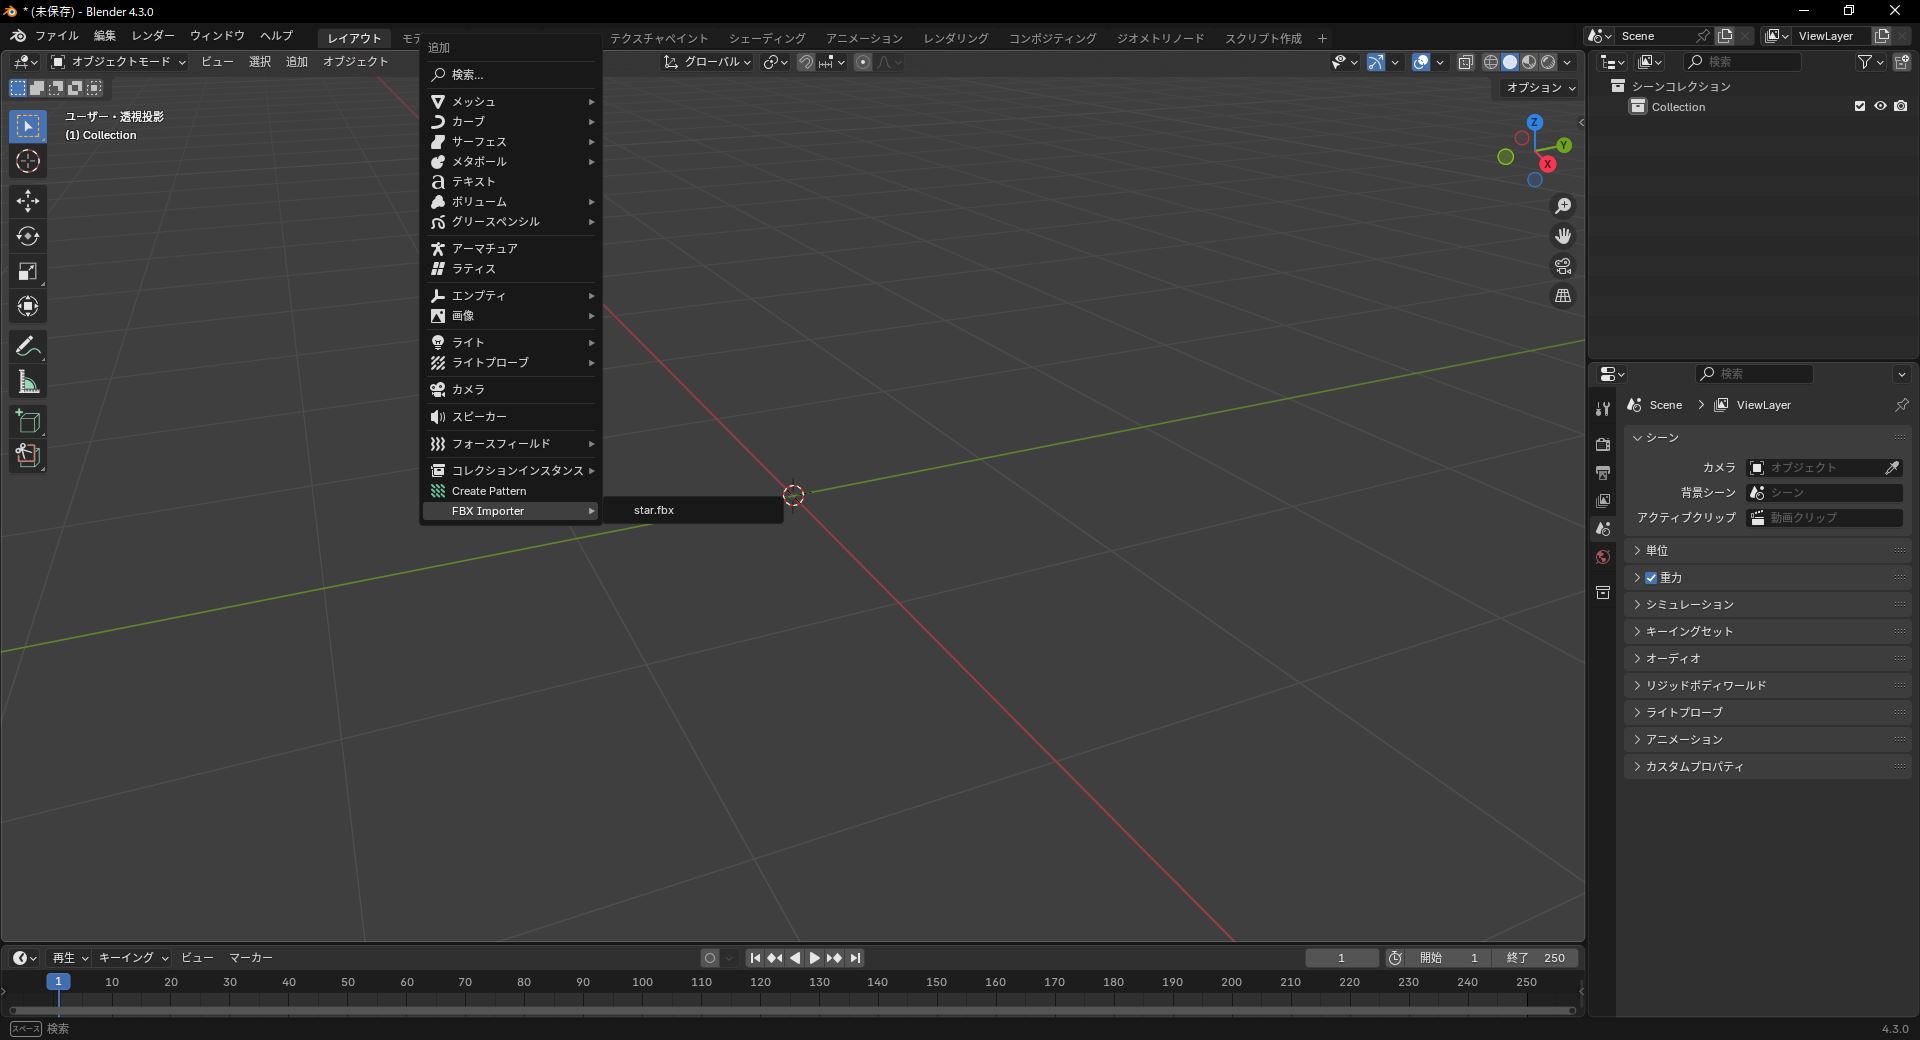 * (未保存) - Blender 4.3.0
ファイル 編集 レンダー ウィンドウ ヘルプ レイアウト モデ テクスチャペイント シェーディング アニメーション レンダリング コンポジティング ジオメトリノード スクリプト作成 + Scene ViewLayer
オブジェクトモード ビュー 選択 追加 オブジェクト グローバル
オプション
ユーザー・透視投影
(1) Collection
追加
検索...
メッシュ
カーブ
サーフェス
メタボール
テキスト
ボリューム
グリースペンシル
アーマチュア
ラティス
エンプティ
画像
ライト
ライトプローブ
カメラ
スピーカー
フォースフィールド
コレクションインスタンス
Create Pattern
FBX Importer
star.fbx
Z
Y
X
検索
シーンコレクション
Collection
検索
Scene ViewLayer
シーン
カメラ オブジェクト
背景シーン シーン
アクティブクリップ 動画クリップ
単位
重力
シミュレーション
キーイングセット
オーディオ
リジッドボディワールド
ライトプローブ
アニメーション
カスタムプロパティ
再生 キーイング ビュー マーカー 1 開始 1 終了 250
1 10 20 30 40 50 60 70 80 90 100 110 120 130 140 150 160 170 180 190 200 210 220 230 240 250
スペース 検索 4.3.0